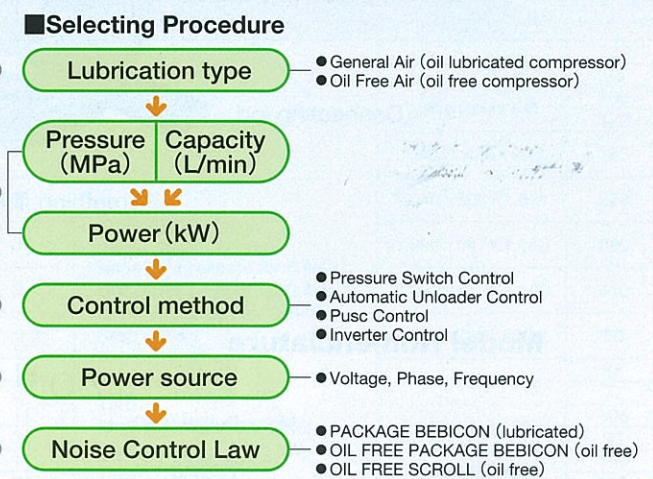 ■Selecting Procedure
Lubrication type
●General Air (oil lubricated compressor)
●Oil Free Air (oil free compressor)
Pressure (MPa)
Capacity (L/min)
Power (kW)
Control method
●Pressure Switch Control
●Automatic Unloader Control
●Pusc Control
●Inverter Control
Power source
●Voltage, Phase, Frequency
Noise Control Law
●PACKAGE BEBICON (lubricated)
●OIL FREE PACKAGE BEBICON (oil free)
●OIL FREE SCROLL (oil free)